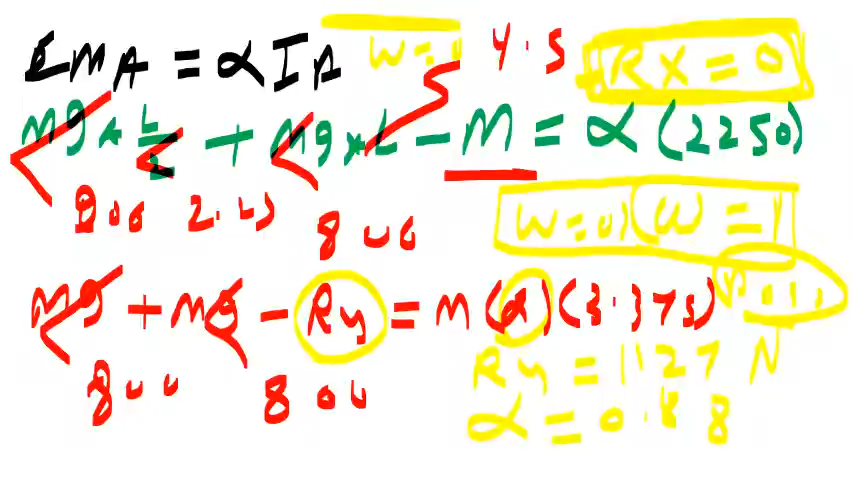 ΣMA = αIA W=0 4.5 RX=0
mg*L/2 + mg*L - M = α(2250)
800 2.25 800 W=0 W=
mg + mg - Ry = m(α)(3.375)
800 800 Ry = 1127 N
α = 0.88